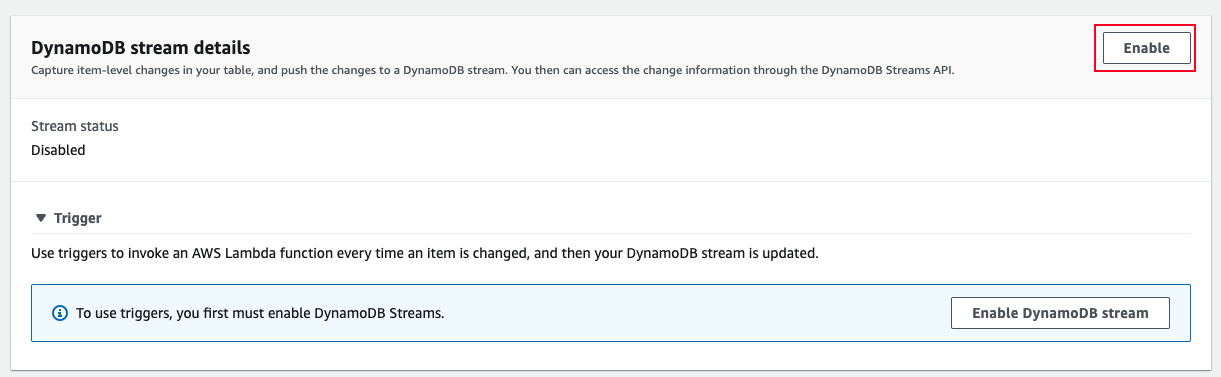 DynamoDB stream details
Enable
Capture item-level changes in your table, and push the changes to a DynamoDB stream. You then can access the change information through the DynamoDB Streams API.
Stream status
Disabled
Trigger
Use triggers to invoke an AWS Lambda function every time an item is changed, and then your DynamoDB stream is updated.
To use triggers, you first must enable DynamoDB Streams.
Enable DynamoDB stream